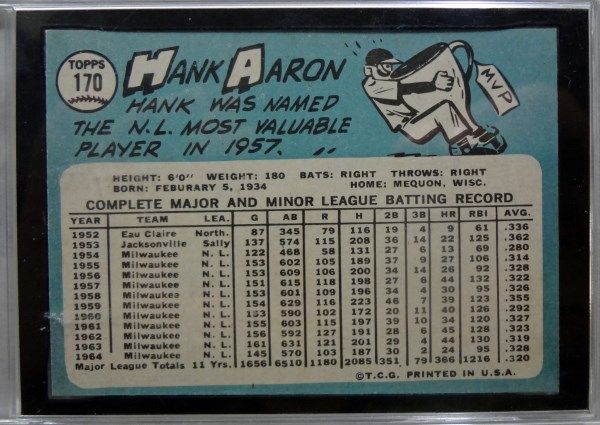 TOPPS
170
HANK AARON
HANK WAS NAMED
THE N.L. MOST VALUABLE
PLAYER IN 1957. ..
MVP
HEIGHT: 6'0" WEIGHT: 180 BATS: RIGHT THROWS: RIGHT
BORN: FEBURARY 5, 1934 HOME: MEQUON, WISC.
COMPLETE MAJOR AND MINOR LEAGUE BATTING RECORD
YEAR TEAM LEA. G AB R H 2B 3B HR RBI AVG.
1952 Eau Claire North. 87 345 79 116 19 4 9 61 .336
1953 Jacksonville Sally 137 574 115 208 36 14 22 125 .362
1954 Milwaukee N.L. 122 468 58 131 27 6 13 69 .280
1955 Milwaukee N.L. 153 602 105 189 37 9 27 106 .314
1956 Milwaukee N.L. 153 609 106 200 34 14 26 92 .328
1957 Milwaukee N.L. 151 615 118 198 27 6 44 132 .322
1958 Milwaukee N.L. 153 601 109 196 34 4 30 95 .326
1959 Milwaukee N.L. 154 629 116 223 46 7 39 123 .355
1960 Milwaukee N.L. 153 590 102 172 20 11 40 126 .292
1961 Milwaukee N.L. 155 603 115 197 39 10 34 120 .327
1962 Milwaukee N.L. 156 592 127 191 28 6 45 128 .323
1963 Milwaukee N.L. 161 631 121 201 29 4 44 130 .319
1964 Milwaukee N.L. 145 570 103 187 30 2 24 95 .328
Major League Totals 11 Yrs. 1656 6510 1180 2085 351 79 366 1216 .320
©T.C.G. PRINTED IN U.S.A.